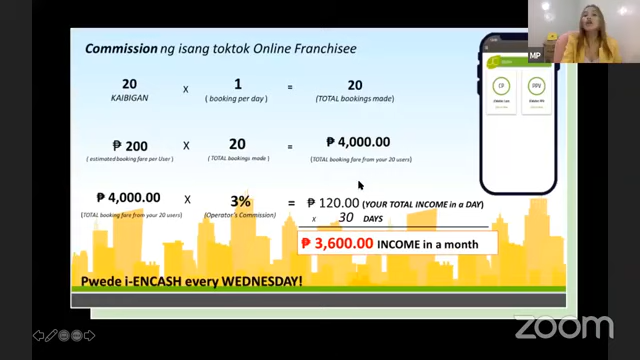 Commission ng isang toktok Online Franchisee
20 x 1 = 20
KAIBIGAN (booking per day) (TOTAL bookings made)
₱ 200 X 20 = ₱ 4,000.00
(estimated booking fare per User) (TOTAL bookings made) (TOTAL booking fare from your 20 users)
₱ 4,000.00 X 3% = ₱ 120.00 (YOUR TOTAL INCOME in a DAY)
(TOTAL booking fare from your 20 users) (Operator's Commission) x 30 DAYS
₱ 3,600.00 INCOME in a month
Pwede i-ENCASH every WEDNESDAY!
CP
PPV
MP
zoom